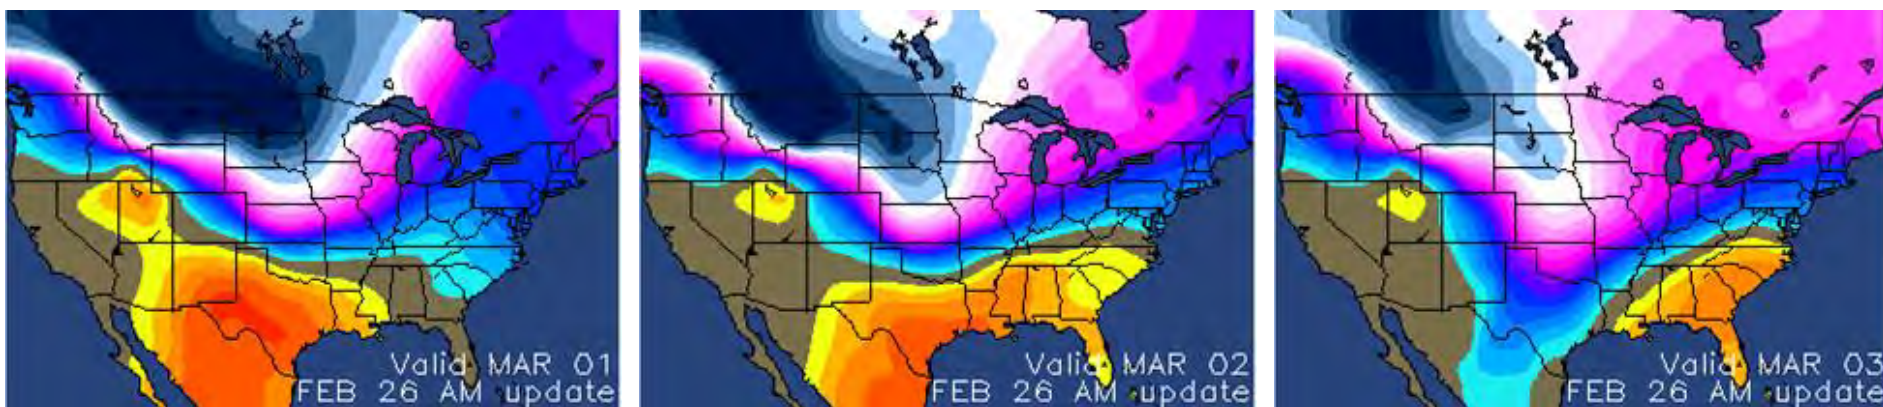 Valid MAR 01
FEB 26 AM update
Valid MAR 02
FEB 26 AM update
Valid MAR 03
FEB 26 AM update